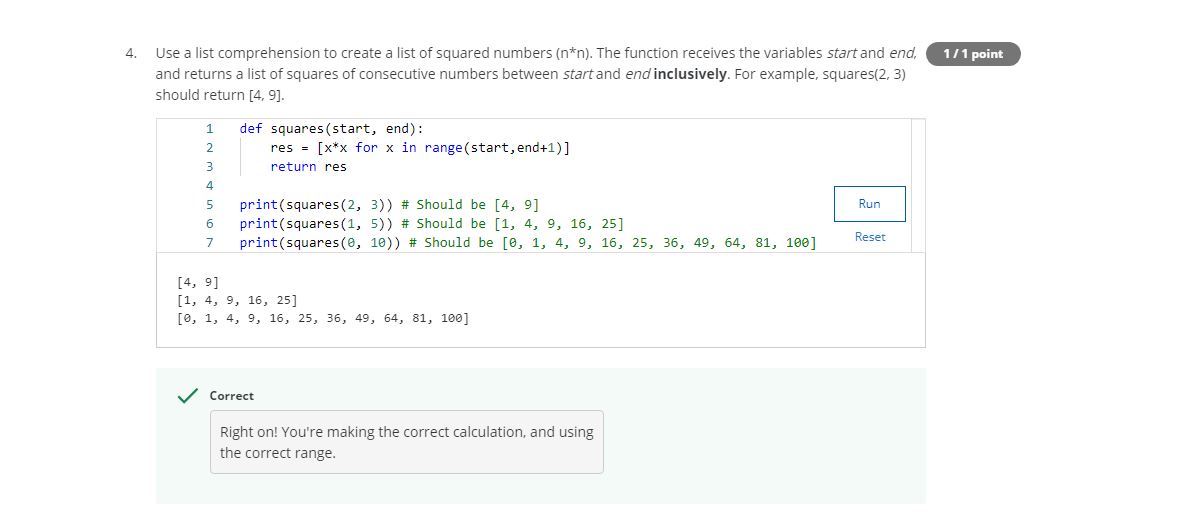 4. Use a list comprehension to create a list of squared numbers (n*n). The function receives the variables start and end, 1 / 1 point
and returns a list of squares of consecutive numbers between start and end inclusively. For example, squares(2, 3)
should return [4, 9].
1 def squares(start, end):
2 res = [x*x for x in range(start,end+1)]
3 return res
4
5 print(squares(2, 3)) # Should be [4, 9]
Run
6 print(squares(1, 5)) # Should be [1, 4, 9, 16, 25]
7 print(squares(0, 10)) # Should be [0, 1, 4, 9, 16, 25, 36, 49, 64, 81, 100]
Reset
[4, 9]
[1, 4, 9, 16, 25]
[0, 1, 4, 9, 16, 25, 36, 49, 64, 81, 100]
Correct
Right on! You're making the correct calculation, and using
the correct range.